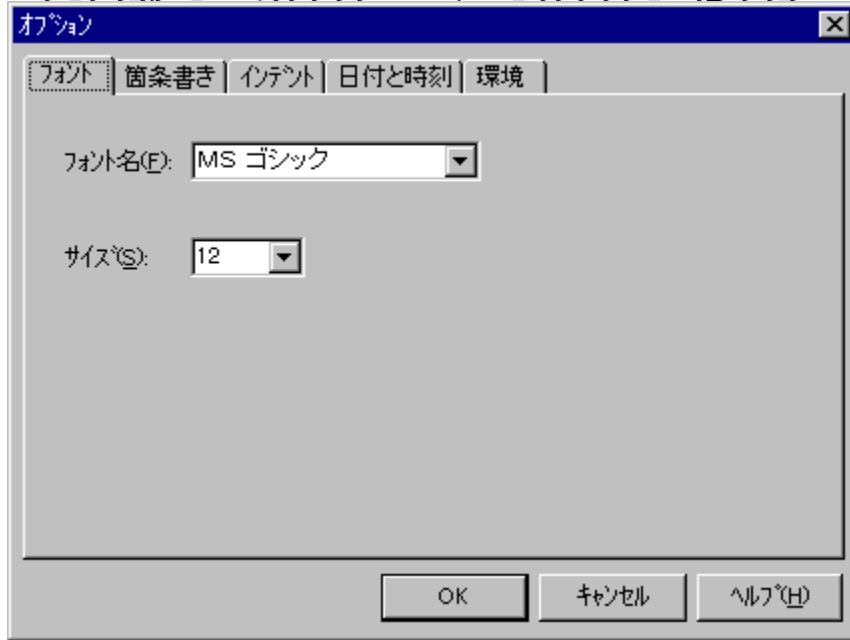 オプション
フォント 箇条書き インデント 日付と時刻 環境
フォント名(F): MS ゴシック
サイズ(S): 12
OK キャンセル ヘルプ(H)